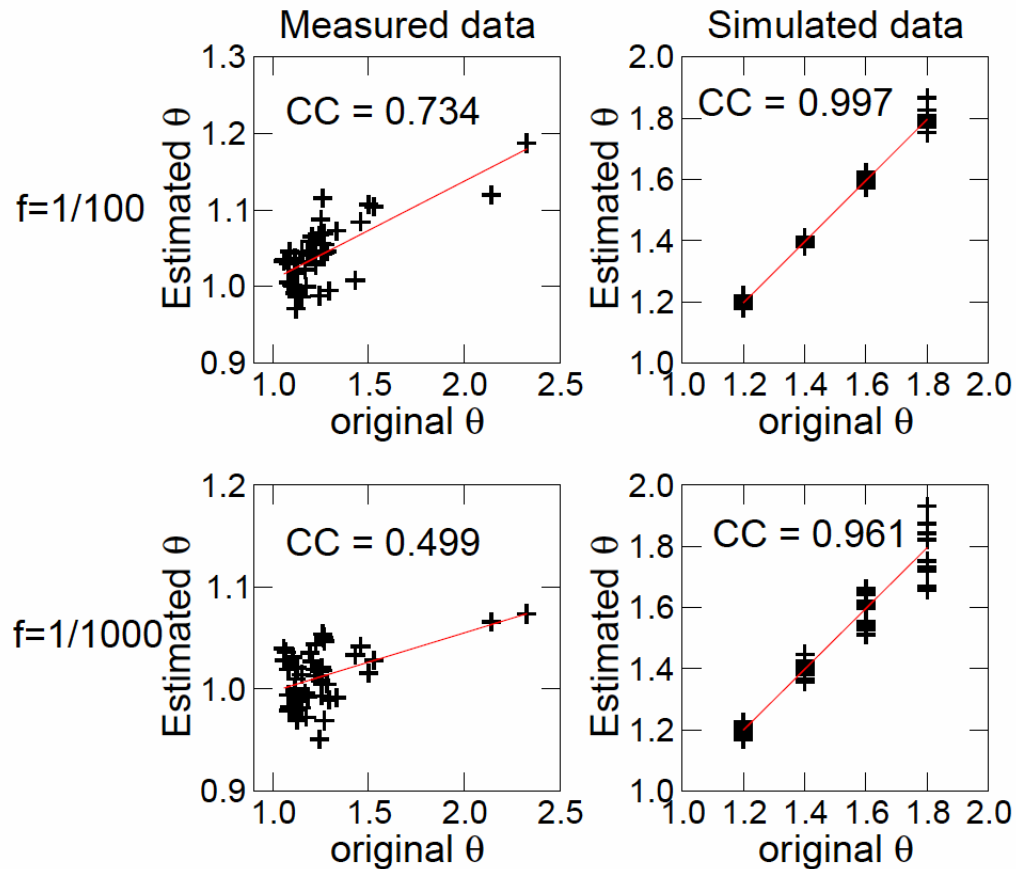 Measured data
Simulated data
f=1/100
Estimated θ
1.3
1.2
1.1
1.0
0.9
CC = 0.734
1.0 1.5 2.0 2.5
original θ
Estimated θ
2.0
1.8
1.6
1.4
1.2
1.0
CC = 0.997
1.0 1.2 1.4 1.6 1.8 2.0
original θ
f=1/1000
Estimated θ
1.2
1.1
1.0
0.9
CC = 0.499
1.0 1.5 2.0 2.5
original θ
Estimated θ
2.0
1.8
1.6
1.4
1.2
1.0
CC = 0.961
1.0 1.2 1.4 1.6 1.8 2.0
original θ